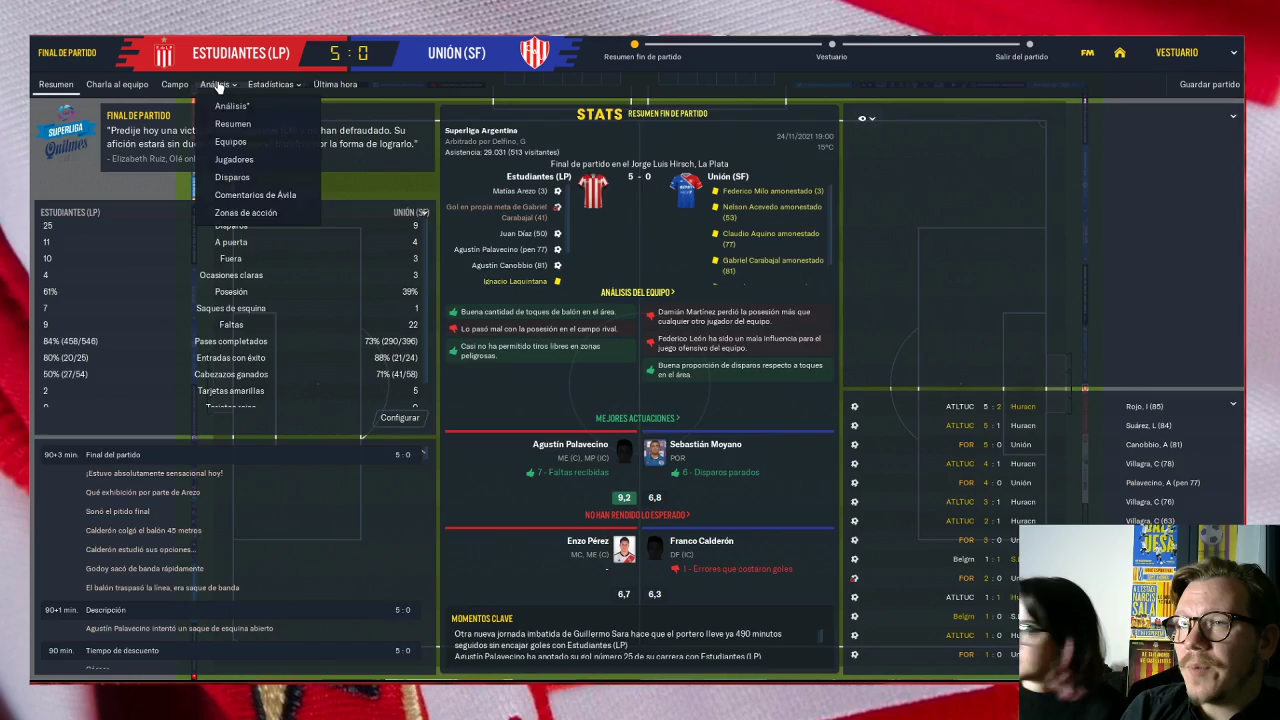 FINAL DE PARTIDO
ESTUDIANTES (LP)
5 : 0
UNIÓN (SF)
Resumen fin de partido
Vestuario
Salir del partido
FM
VESTUARIO
Resumen
Charla al equipo
Campo
Análisis
Estadísticas
Última hora
Guardar partido
Análisis*
Resumen
Equipos
Jugadores
Disparos
Comentarios de Ávila
Zonas de acción
SUPERLIGA
Quilmes
FINAL DE PARTIDO
"Predije hoy una
han defraudado. Su
afición estará sin
por la forma de lograrlo."
- Elizabeth Ruiz, Olé
ESTUDIANTES (LP)
UNIÓN (SF)
25 Disparos 9
11 A puerta 4
10 Fuera 3
4 Ocasiones claras 3
61% Posesión 39%
7 Saques de esquina 1
9 Faltas 22
84% (458/546) Pases completados 73% (290/396)
80% (20/25) Entradas con éxito 88% (21/24)
50% (27/54) Cabezazos ganados 71% (41/58)
2 Tarjetas amarillas 5
Configurar
90+3 min. Final del partido 5 : 0
¡Estuvo absolutamente sensacional hoy!
Qué exhibición por parte de Arezo
Sonó el pitido final
Calderón colgó el balón 45 metros
Calderón estudió sus opciones...
Godoy sacó de banda rápidamente
El balón traspasó la línea, era saque de banda
90+1 min. Descripción 5 : 0
Agustín Palavecino intentó un saque de esquina abierto
90 min. Tiempo de descuento 5 : 0
STATS RESUMEN FIN DE PARTIDO
Superliga Argentina
Arbitrado por Delfino, G
Asistencia: 29.031 (513 visitantes)
24/11/2021 19:00
15°C
Final de partido en el Jorge Luis Hirsch, La Plata
Estudiantes (LP) 5 - 0 Unión (SF)
Matías Arezo (3)
Gol en propia meta de Gabriel
Carabajal (41)
Juan Díaz (50)
Agustín Palavecino (pen 77)
Agustín Canobbio (81)
Ignacio Laquintana
Federico Milo amonestado (3)
Nelson Acevedo amonestado
(53)
Claudio Aquino amonestado
(77)
Gabriel Carabajal amonestado
(81)
ANÁLISIS DEL EQUIPO >
Buena cantidad de toques de balón en el área.
Lo pasó mal con la posesión en el campo rival.
Casi no ha permitido tiros libres en zonas
peligrosas.
Damián Martínez perdió la posesión más que
cualquier otro jugador del equipo.
Federico León ha sido un mala influencia para el
juego ofensivo del equipo.
Buena proporción de disparos respecto a toques
en el área.
MEJORES ACTUACIONES >
Agustín Palavecino
ME (C), MP (IC)
7 - Faltas recibidas
9,2
Sebastián Moyano
POR
6 - Disparos parados
6,8
NO HAN RENDIDO LO ESPERADO >
Enzo Pérez
MC, ME (C)
-
6,7
Franco Calderón
DF (IC)
1 - Errores que costaron goles
6,3
MOMENTOS CLAVE
Otra nueva jornada imbatida de Guillermo Sara hace que el portero lleve ya 490 minutos
seguidos sin encajar goles con Estudiantes (LP)
Agustín Palavecino ha anotado su gol número 25 de su carrera con Estudiantes (LP)
ATLTUC 5 : 2 Huracn Rojo, I (85)
ATLTUC 5 : 1 Huracn Suárez, L (84)
FOR 5 : 0 Unión Canobbio, A (81)
ATLTUC 4 : 1 Huracn Villagra, C (78)
FOR 4 : 0 Unión Palavecino, A (pen 77)
ATLTUC 3 : 1 Huracn Villagra, C (76)
ATLTUC 2 : 1 Huracn Villagra, C (63)
FOR 3 : 0
Belgm 1 : 1
FOR 2 : 0
ATLTUC 1 : 1
Belgm 1 : 0
ATLTUC 1 : 0
FOR 1 : 0